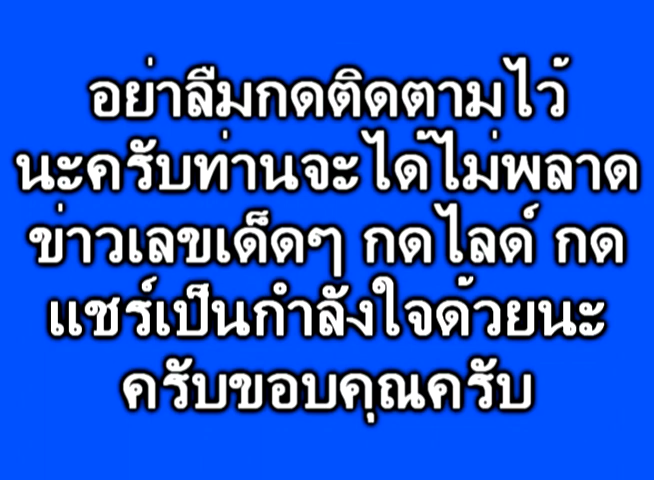 อย่าลืมกดติดตามไว้
นะครับท่านจะได้ไม่พลาด
ข่าวเลขเด็ดๆ กดไลด์ กด
แชร์เป็นกำลังใจด้วยนะ
ครับขอบคุณครับ